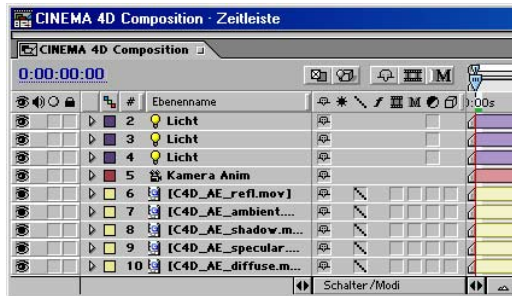 CINEMA 4D Composition · Zeitleiste
CINEMA 4D Composition
0:00:00:00
# Ebenenname ):00s
2 Licht
3 Licht
4 Licht
5 Kamera Anim
6 [C4D_AE_refl.mov]
7 [C4D_AE_ambient....
8 [C4D_AE_shadow.m...
9 [C4D_AE_specular....
10 [C4D_AE_diffuse.m...
Schalter/Modi